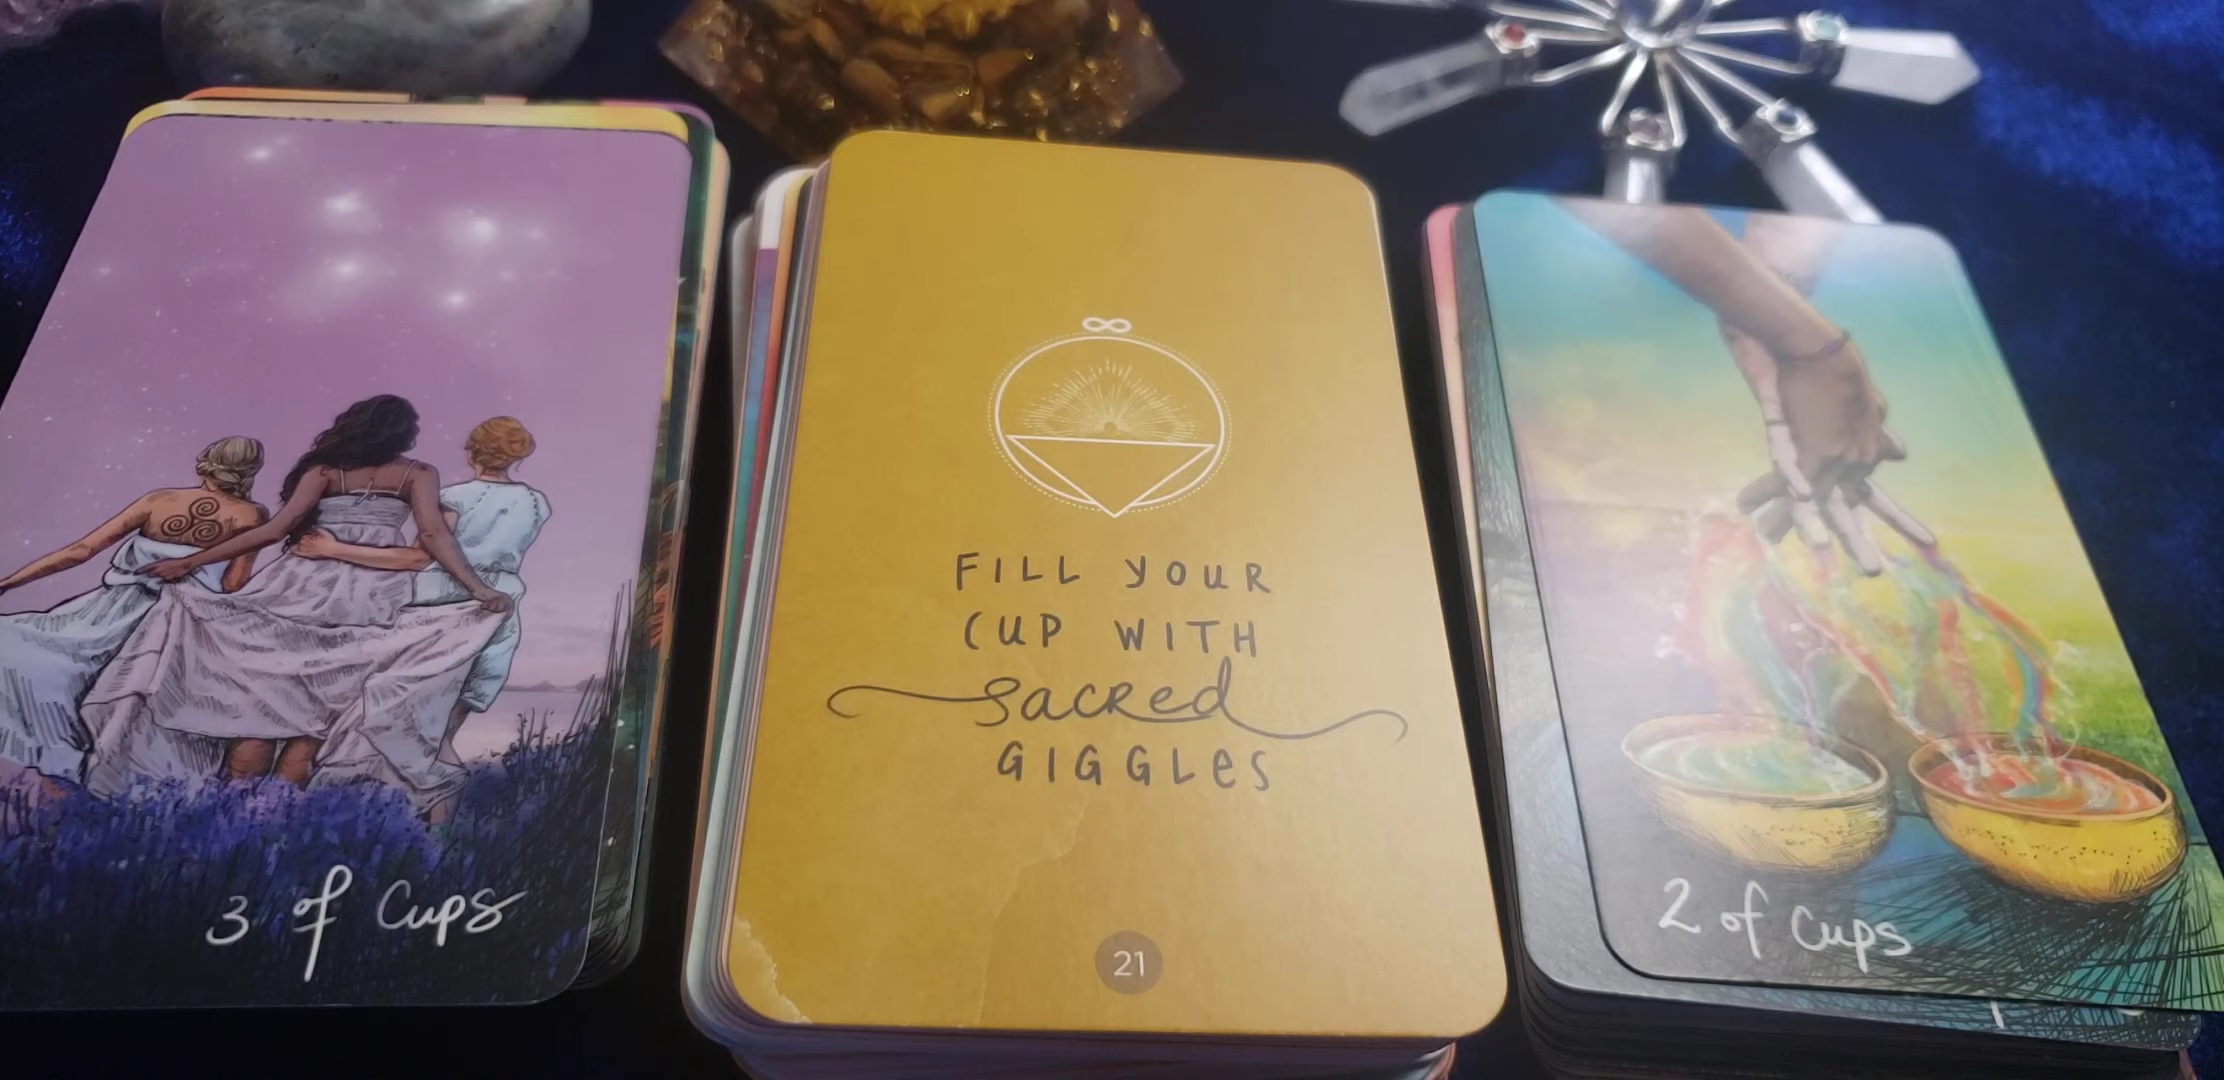 3 of Cups
FILL YOUR
CUP WITH
SACRED
GIGGLES
21
2 of Cups